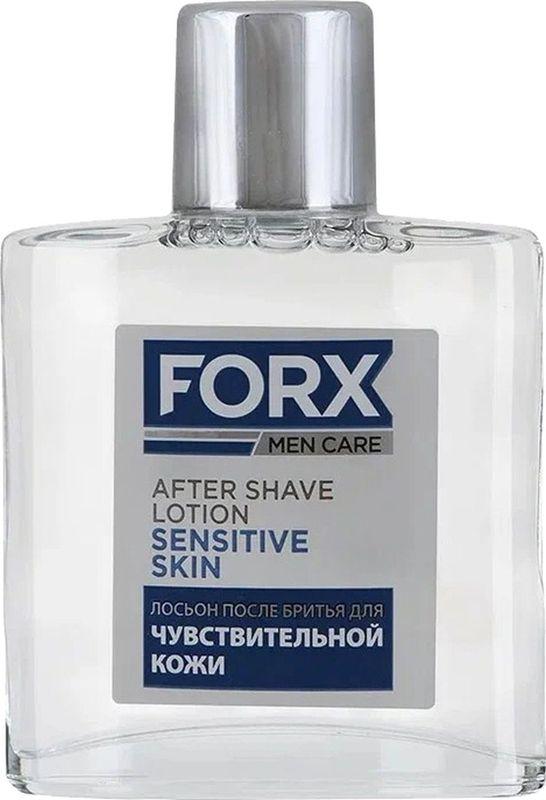 FORX
MEN CARE
AFTER SHAVE
LOTION
SENSITIVE
SKIN
ЛОСЬОН ПОСЛЕ БРИТЬЯ ДЛЯ
ЧУВСТВИТЕЛЬНОЙ
КОЖИ